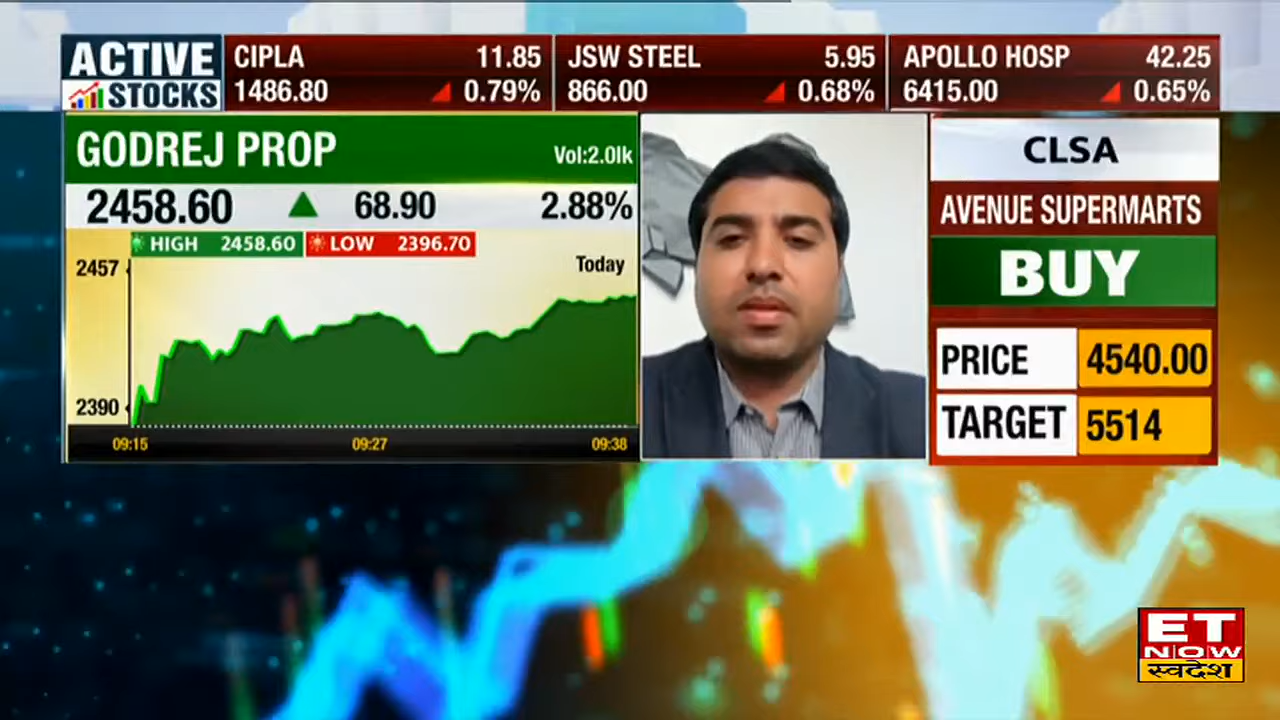 ACTIVE STOCKS
CIPLA 11.85
1486.80 0.79%
JSW STEEL 5.95
866.00 0.68%
APOLLO HOSP 42.25
6415.00 0.65%
GODREJ PROP Vol:2.0lk
2458.60 68.90 2.88%
HIGH 2458.60 LOW 2396.70
Today
2457
2390
09:15 09:27 09:38
CLSA
AVENUE SUPERMARTS
BUY
PRICE 4540.00
TARGET 5514
ET
NOW
स्वदेश